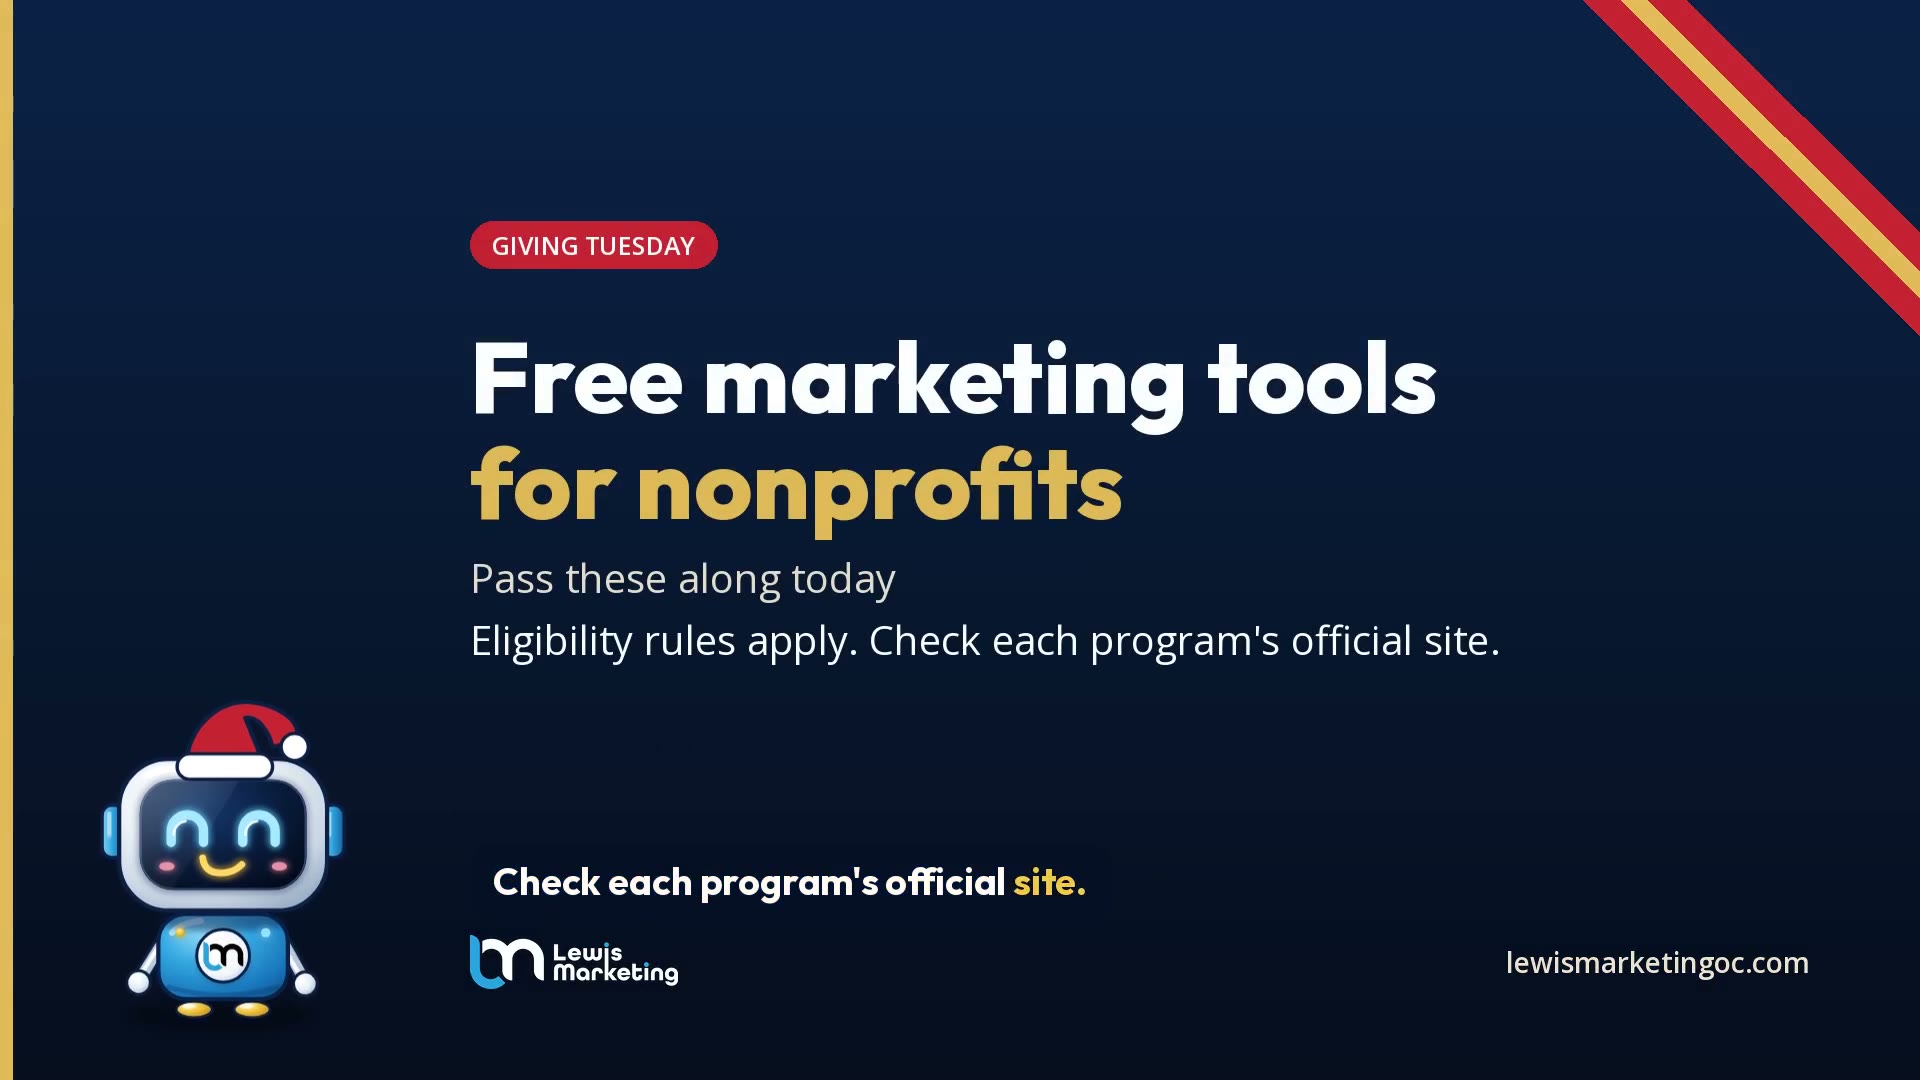 GIVING TUESDAY
Free marketing tools
for nonprofits
Pass these along today
Eligibility rules apply. Check each program's official site.
Check each program's official site.
Lewis
Marketing
lewismarketingoc.com